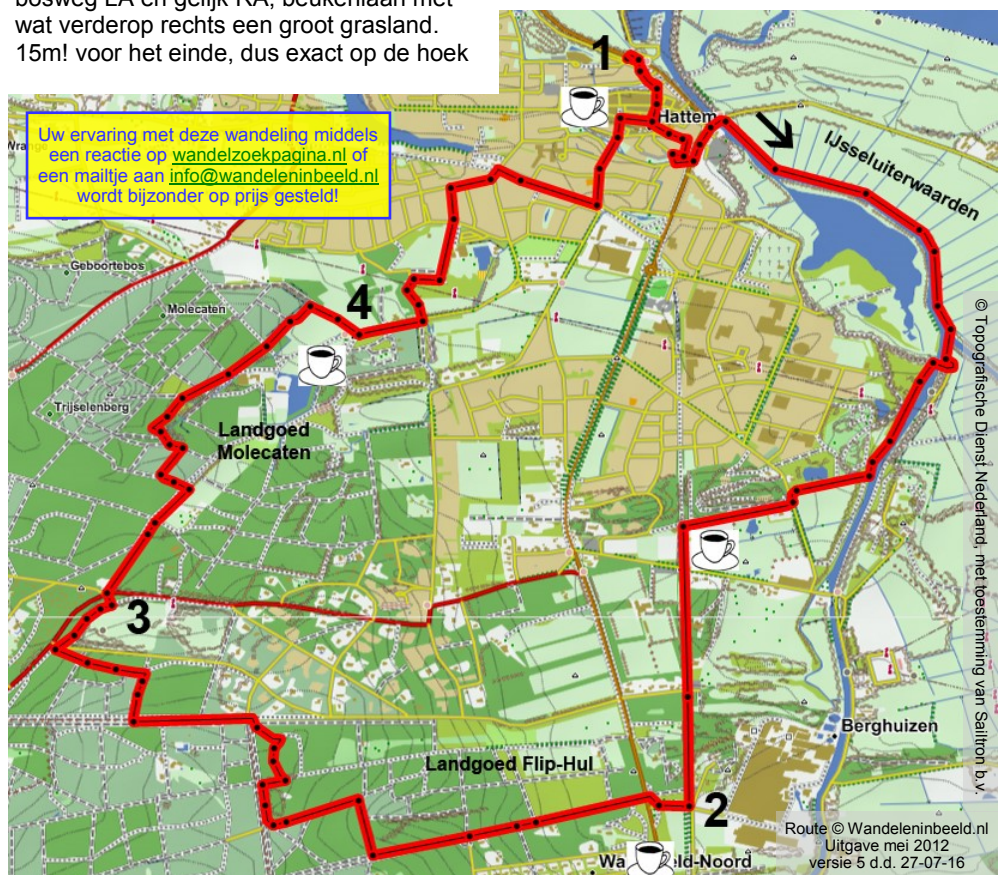 bosweg LA en gelijk RA, beukenlaan met
wat verderop rechts een groot grasland.
15m! voor het einde, dus exact op de hoek
1
Hattem
IJsseluiterwaarden
Uw ervaring met deze wandeling middels
een reactie op wandelzoekpagina.nl of
een mailtje aan info@wandeleninbeeld.nl
wordt bijzonder op prijs gesteld!
Geboortebos
Molecaten
4
Trijselenberg
Landgoed
Molecaten
3
Berghuizen
Landgoed Flip-Hul
2
© Topografische Dienst Nederland, met toestemming van Sailtron b.v.
Route © Wandeleninbeeld.nl
Uitgave mei 2012
versie 5 d.d. 27-07-16